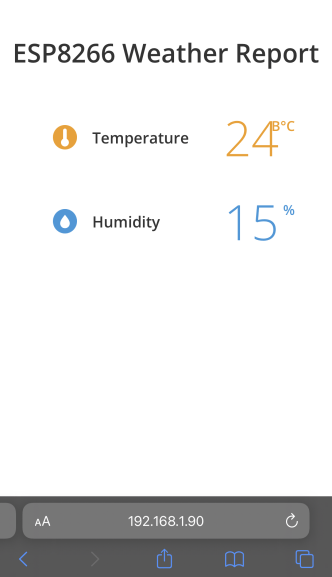 ESP8266 Weather Report
Temperature 24 B°C
Humidity 15 %
AA 192.168.1.90